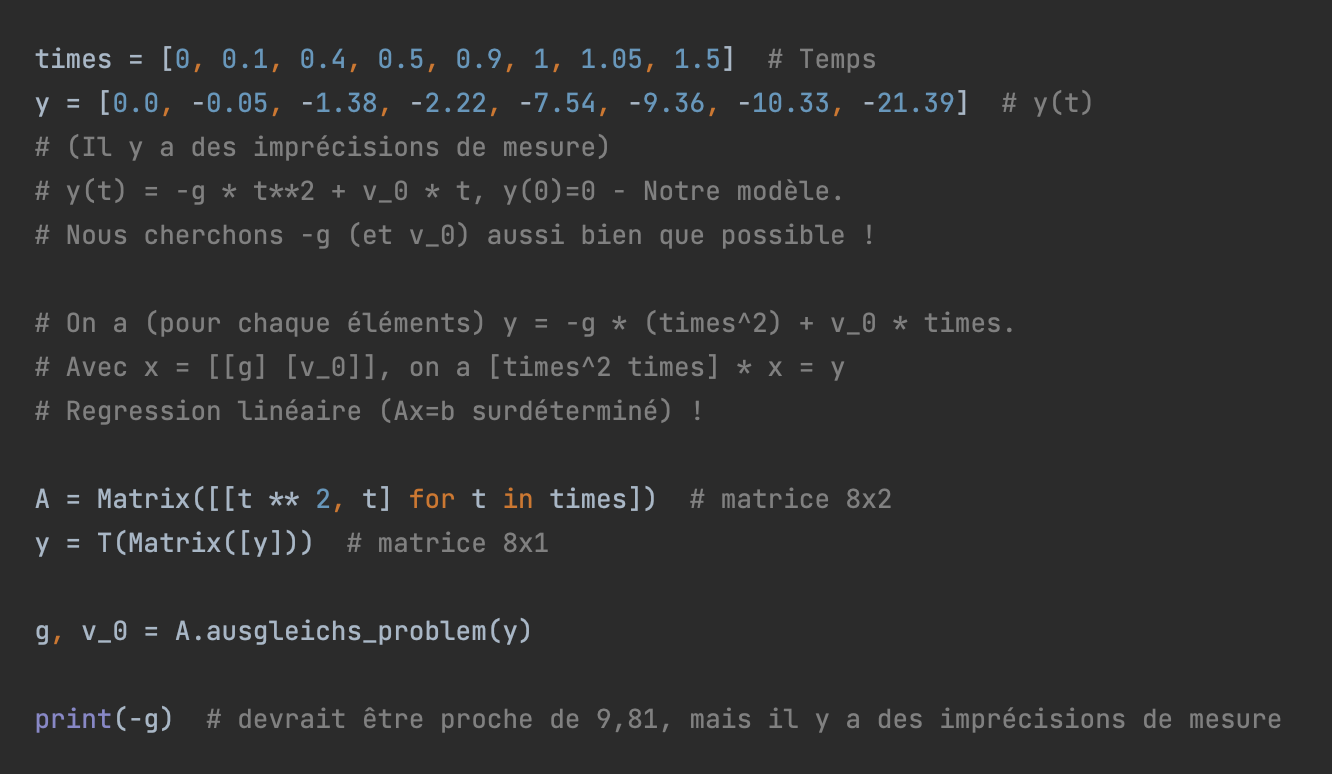 times = [0, 0.1, 0.4, 0.5, 0.9, 1, 1.05, 1.5]  # Temps
y = [0.0, -0.05, -1.38, -2.22, -7.54, -9.36, -10.33, -21.39]  # y(t)
# (Il y a des imprécisions de mesure)
# y(t) = -g * t**2 + v_0 * t, y(0)=0 - Notre modèle.
# Nous cherchons -g (et v_0) aussi bien que possible !
# On a (pour chaque éléments) y = -g * (times^2) + v_0 * times.
# Avec x = [[g] [v_0]], on a [times^2 times] * x = y
# Regression linéaire (Ax=b surdéterminé) !
A = Matrix([[t ** 2, t] for t in times])  # matrice 8x2
y = T(Matrix([y]))  # matrice 8x1
g, v_0 = A.ausgleichs_problem(y)
print(-g)  # devrait être proche de 9,81, mais il y a des imprécisions de mesure